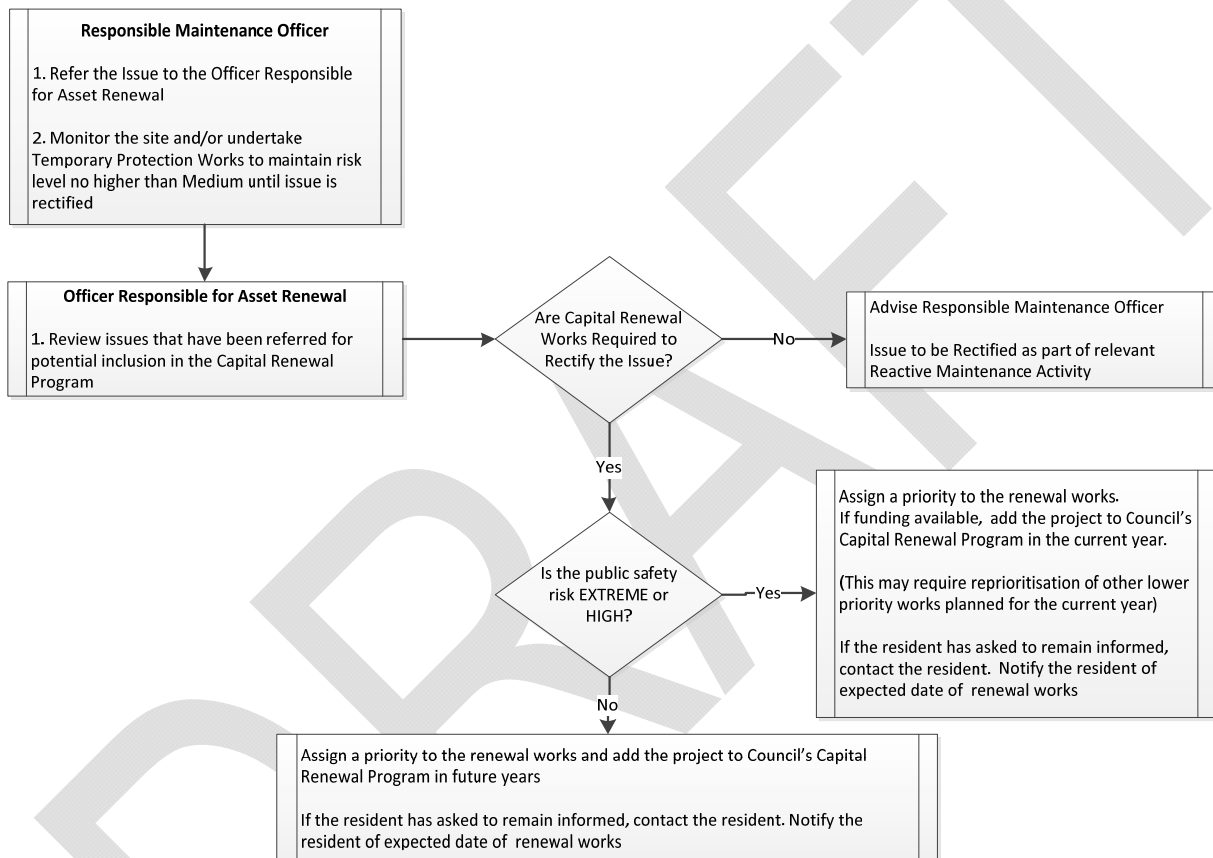 Responsible Maintenance Officer
1. Refer the Issue to the Officer Responsible
for Asset Renewal
2. Monitor the site and/or undertake
Temporary Protection Works to maintain risk
level no higher than Medium until issue is
rectified
Officer Responsible for Asset Renewal
1. Review issues that have been referred for
potential inclusion in the Capital Renewal
Program
Are Capital Renewal
Works Required to
Rectify the Issue?
No
Advise Responsible Maintenance Officer
Issue to be Rectified as part of relevant
Reactive Maintenance Activity
Yes
Is the public safety
risk EXTREME or
HIGH?
Yes
Assign a priority to the renewal works.
If funding available, add the project to Council’s
Capital Renewal Program in the current year.
(This may require reprioritisation of other lower
priority works planned for the current year)
If the resident has asked to remain informed,
contact the resident. Notify the resident of
expected date of renewal works
No
Assign a priority to the renewal works and add the project to Council’s Capital
Renewal Program in future years
If the resident has asked to remain informed, contact the resident. Notify the
resident of expected date of renewal works
DRAFT